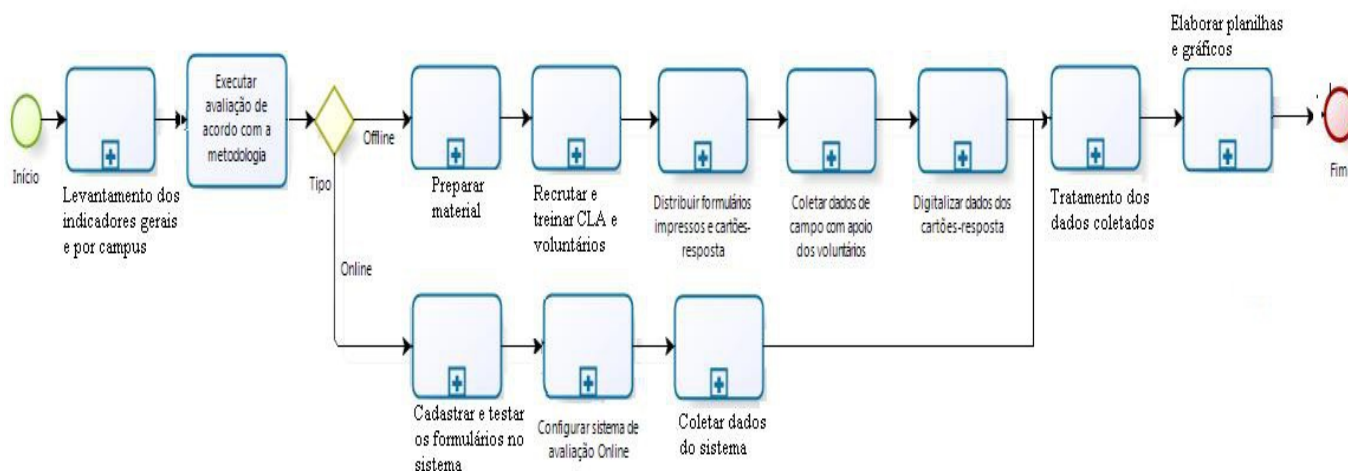 Início
Levantamento dos
indicadores gerais
e por campus
Executar
avaliação de
acordo com a
metodologia
Tipo
Offline
Preparar
material
Recrutar e
treinar CLA e
voluntários
Distribuir formulários
impressos e cartões-
resposta
Coletar dados de
campo com apoio
dos voluntários
Digitalizar dados dos
cartões-resposta
Tratamento dos
dados coletados
Elaborar planilhas
e gráficos
Fim
Online
Cadastrar e testar
os formulários no
sistema
Configurar sistema de
avaliação Online
Coletar dados
do sistema